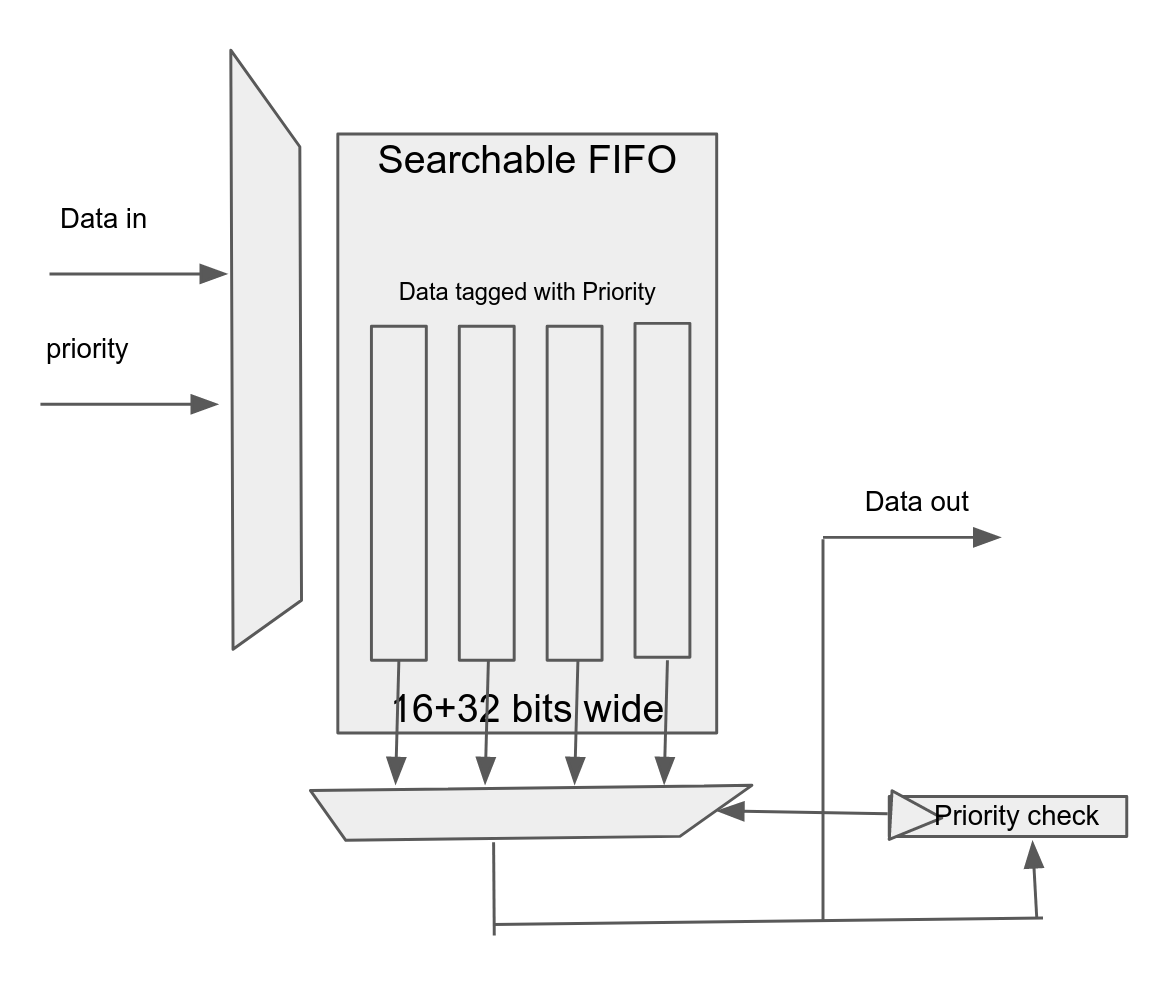 Searchable FIFO
Data in
Data tagged with Priority
priority
Data out
16+32 bits wide
Priority check